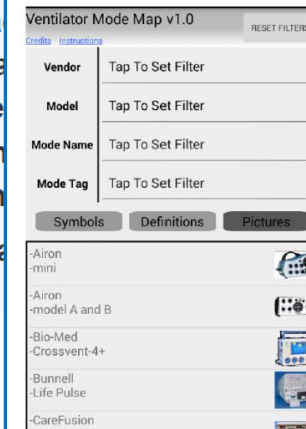 Ventilator Mode Map v1.0
RESET FILTERS
Credits Instructions
Vendor Tap To Set Filter
Model Tap To Set Filter
Mode Name Tap To Set Filter
Mode Tag Tap To Set Filter
Symbols Definitions Pictures
-Airon
-mini
-Airon
-model A and B
-Bio-Med
-Crossvent-4+
-Bunnell
-Life Pulse
-CareFusion